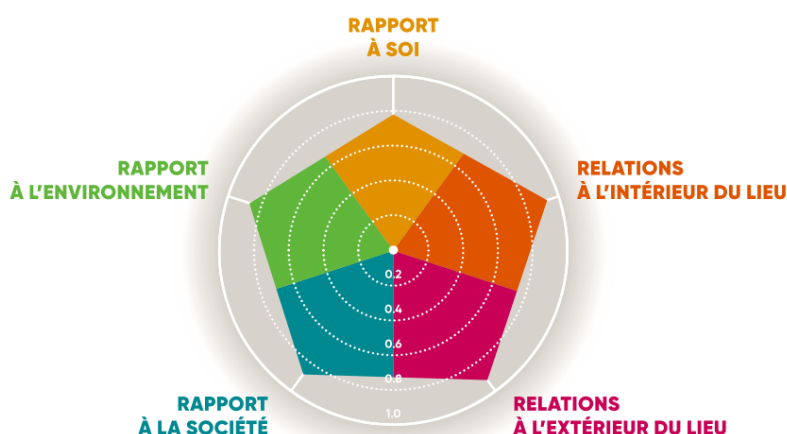 RAPPORT
À SOI
RAPPORT
À L'ENVIRONNEMENT
RELATIONS
À L'INTÉRIEUR DU LIEU
0.2
0.4
0.6
0.8
1.0
RAPPORT
À LA SOCIÉTÉ
RELATIONS
À L'EXTÉRIEUR DU LIEU